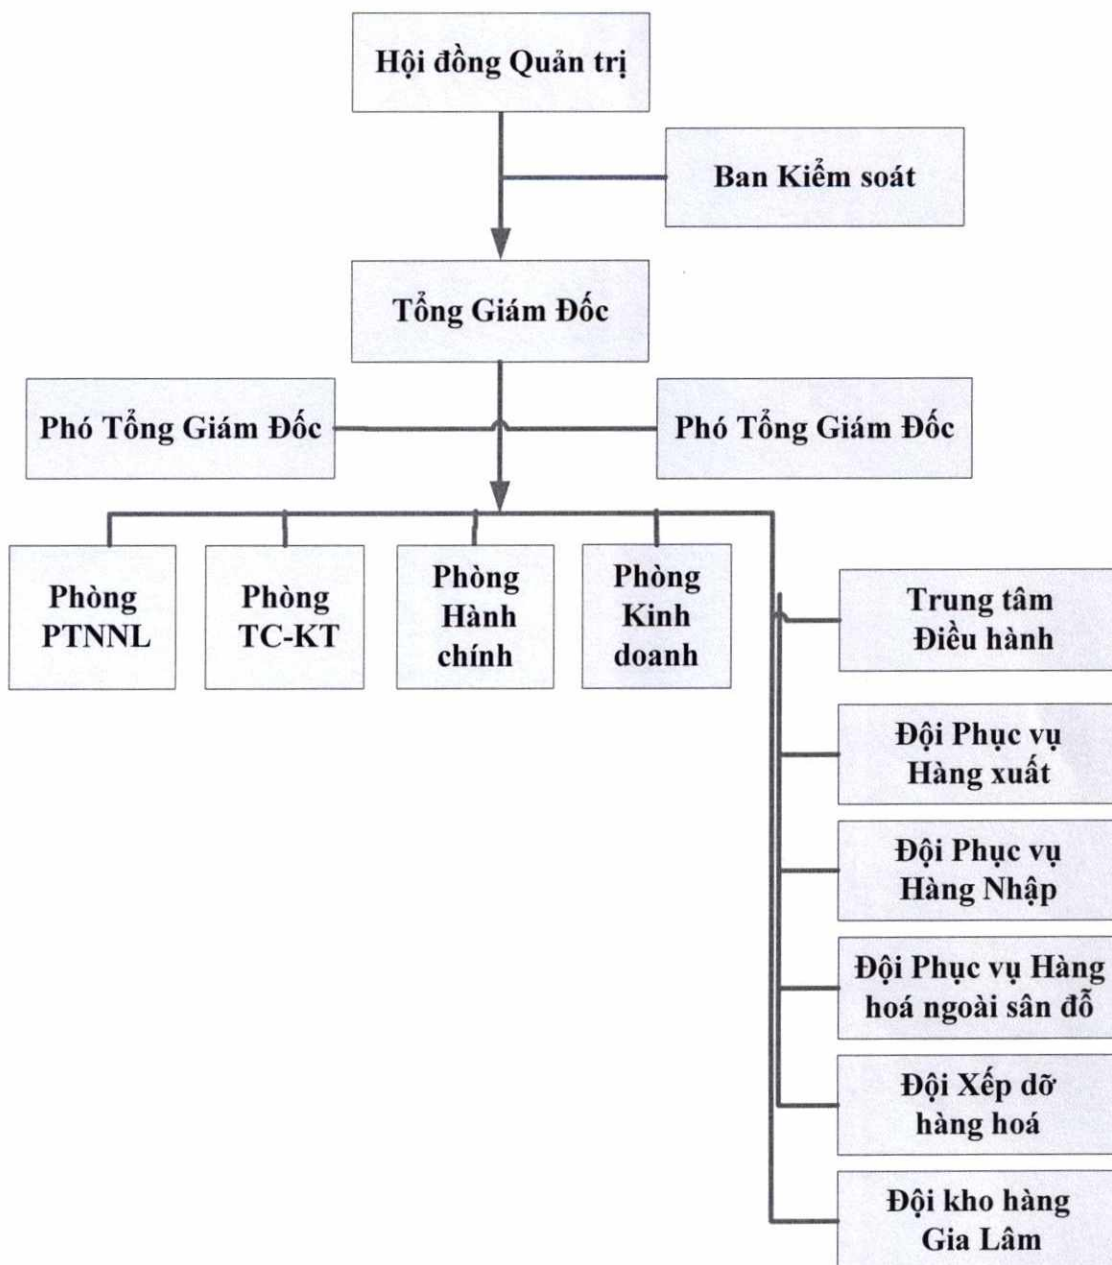 Hội đồng Quản trị
Ban Kiểm soát
Tổng Giám Đốc
Phó Tổng Giám Đốc
Phó Tổng Giám Đốc
Phòng
PTNNL
Phòng
TC-KT
Phòng
Hành
chính
Phòng
Kinh
doanh
Trung tâm
Điều hành
Đội Phục vụ
Hàng xuất
Đội Phục vụ
Hàng Nhập
Đội Phục vụ Hàng
hoá ngoài sân đỗ
Đội Xếp dỡ
hàng hoá
Đội kho hàng
Gia Lâm